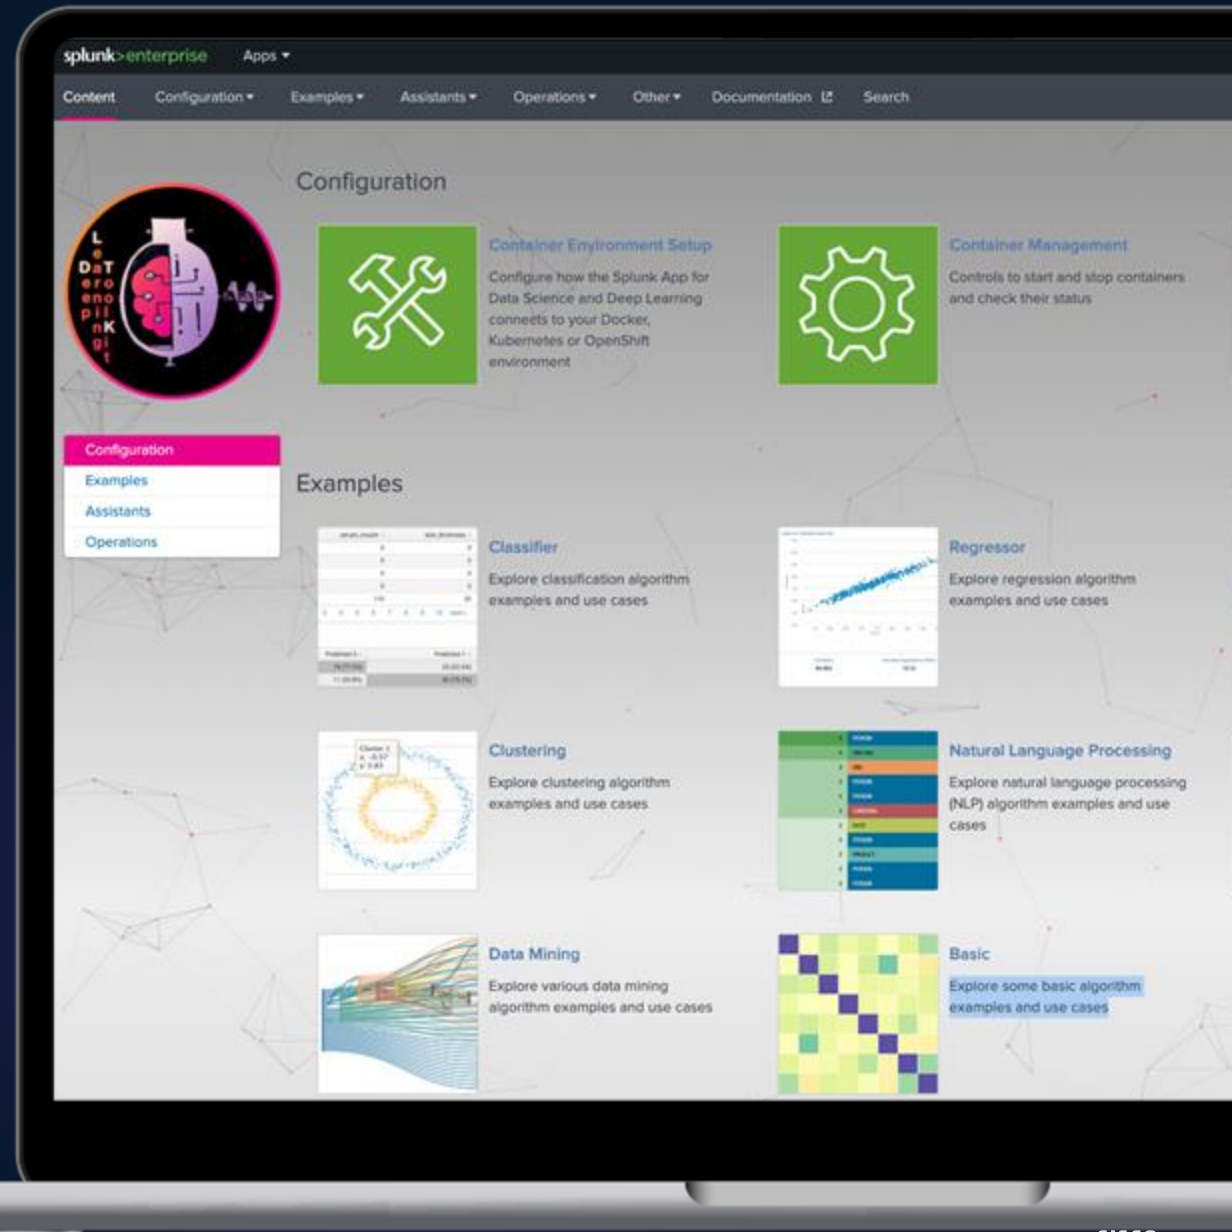 splunk>enterprise Apps
Content Configuration Examples Assistants Operations Other Documentation Search
Deep
Learning
ToolKit
Configuration
Examples
Assistants
Operations
Configuration
Container Environment Setup
Configure how the Splunk App for
Data Science and Deep Learning
connects to your Docker,
Kubernetes or OpenShift
environment
Container Management
Controls to start and stop containers
and check their status
Examples
Classifier
Explore classification algorithm
examples and use cases
Regressor
Explore regression algorithm
examples and use cases
Clustering
Explore clustering algorithm
examples and use cases
Natural Language Processing
Explore natural language processing
(NLP) algorithm examples and use
cases
Data Mining
Explore various data mining
algorithm examples and use cases
Basic
Explore some basic algorithm
examples and use cases